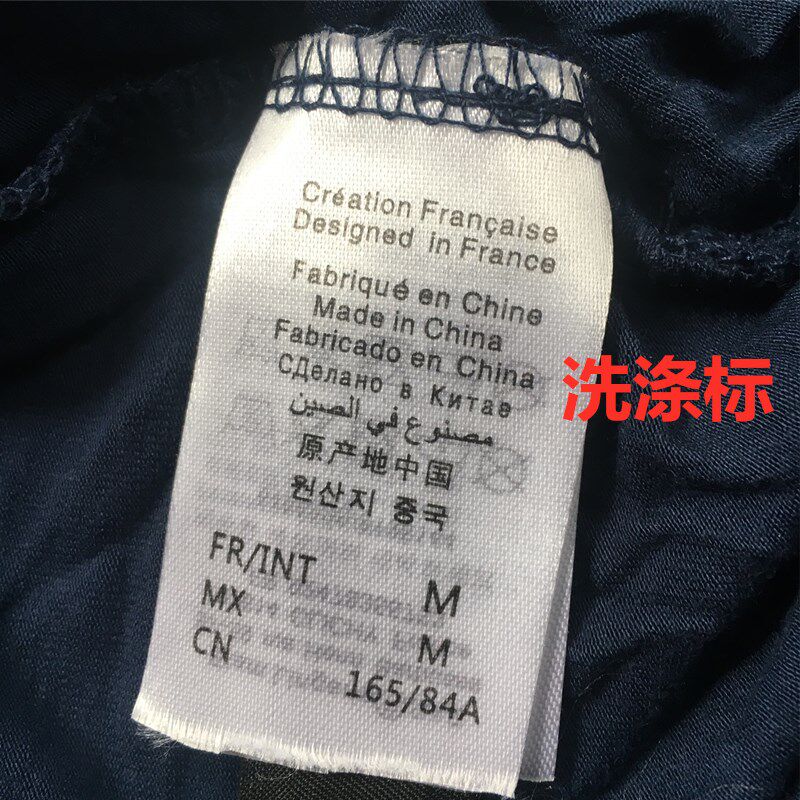 Création Française
Designed in France
Fabriqué en Chine
Made in China
Fabricado en China
Сделано в Китае
مصنوع في الصين
原产地中国
원산지 중국
洗涤标
FR/INT M
MX M
CN 165/84A